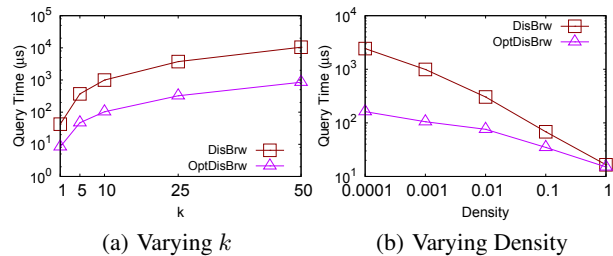 10^5
10^4
10^3
10^2
10^1
10^0
Query Time (μs)
DisBrw
OptDisBrw
1 5 10 25 50
k
(a) Varying k
10^4
10^3
10^2
10^1
Query Time (μs)
DisBrw
OptDisBrw
0.0001 0.001 0.01 0.1 1
Density
(b) Varying Density